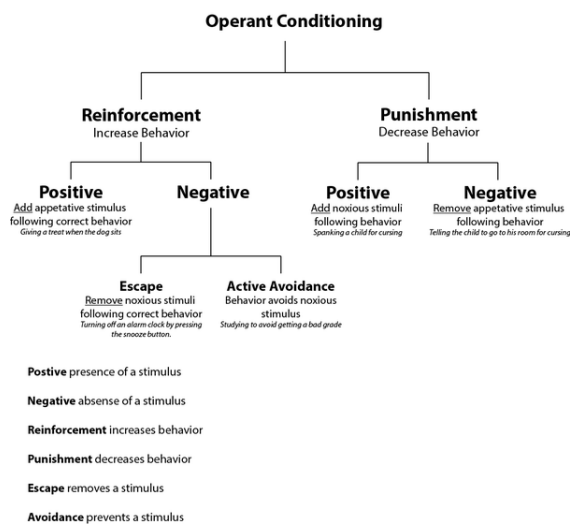 Operant Conditioning
Reinforcement
Increase Behavior
Punishment
Decrease Behavior
Positive
Add appetative stimulus
following correct behavior
Giving a treat when the dog sits
Negative
Positive
Add noxious stimuli
following behavior
Spanking a child for cursing
Negative
Remove appetative stimulus
following behavior
Telling the child to go to his room for cursing
Escape
Remove noxious stimuli
following correct behavior
Turning off an alarm clock by pressing
the snooze button.
Active Avoidance
Behavior avoids noxious
stimulus
Studying to avoid getting a bad grade
Postive presence of a stimulus
Negative absense of a stimulus
Reinforcement increases behavior
Punishment decreases behavior
Escape removes a stimulus
Avoidance prevents a stimulus